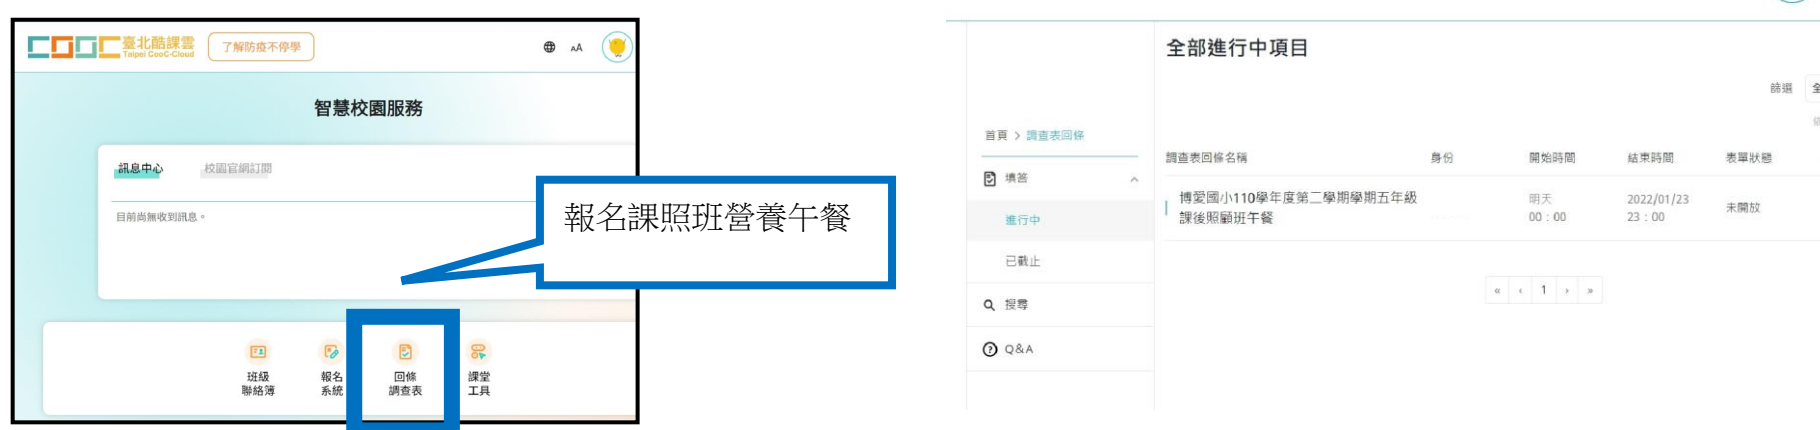 臺北酷課雲
Taipei CooC-Cloud
了解防疫不停學
AA
智慧校園服務
訊息中心
校園官網訂閱
目前尚無收到訊息。
報名課照班營養午餐
班級
聯絡簿
報名
系統
回條
調查表
課堂
工具
全部進行中項目
篩選
首頁 > 調查表回條
填答
進行中
已截止
搜尋
Q&A
調查表回條名稱
身份
開始時間
結束時間
表單狀態
博愛國小110學年度第二學期學期五年級
課後照顧班午餐
明天
00：00
2022/01/23
23：00
未開放
« ‹ 1 › »